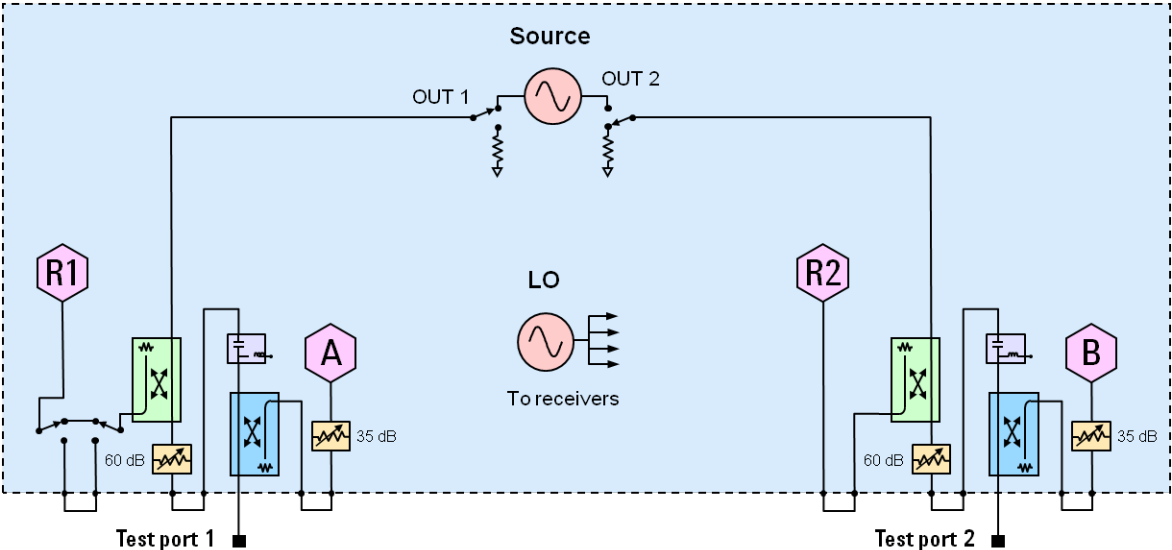 Source
OUT 1
OUT 2
R1
R2
LO
A
B
To receivers
35 dB
35 dB
60 dB
60 dB
Test port 1
Test port 2